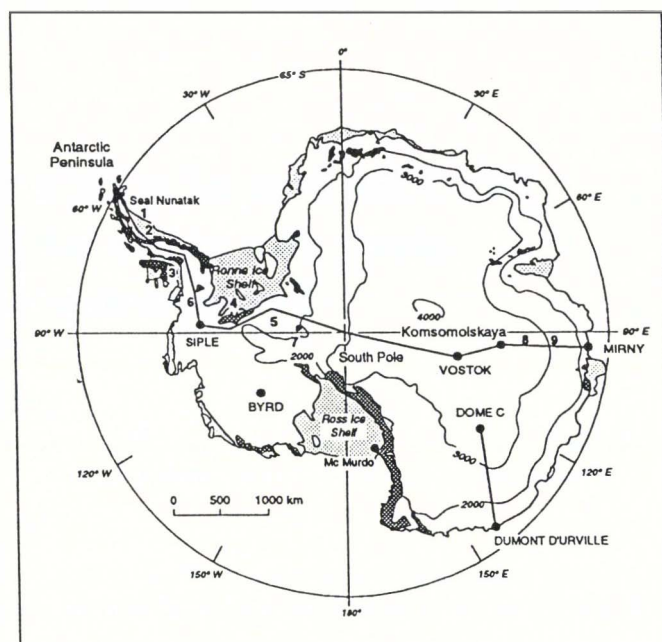 0°
65° S
30° W
30° E
Antarctic
Peninsula
3000
60° W
60° E
Seal Nunatak
1
2
Ronne Ice
Shelf
3
4
6
4000
5
Komsomolskaya
90° W
90° E
SIPLE
7
8
9
MIRNY
2000
South Pole
VOSTOK
BYRD
DOME C
Ross Ice
Shelf
Mc Murdo
3000
120° W
120° E
0 500 1000 km
2000
DUMONT D'URVILLE
150° W
150° E
180°